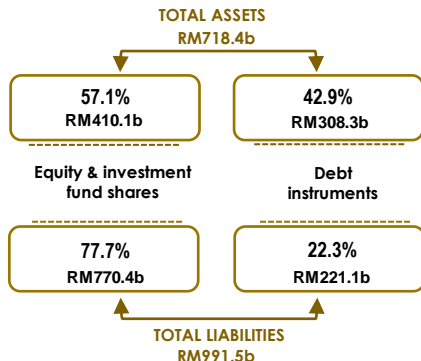 TOTAL ASSETS
RM718.4b
57.1%
RM410.1b
42.9%
RM308.3b
Equity & investment
fund shares
Debt
instruments
77.7%
RM770.4b
22.3%
RM221.1b
TOTAL LIABILITIES
RM991.5b